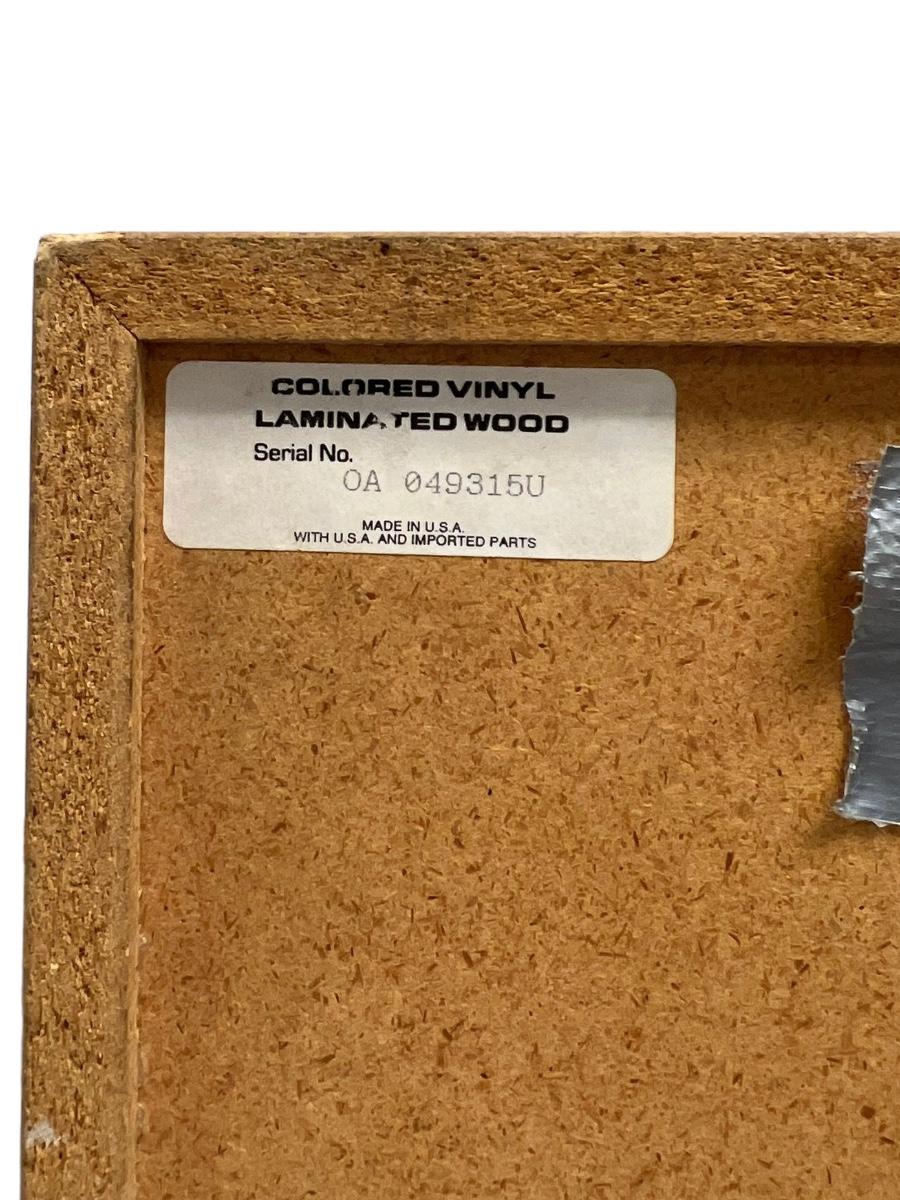 COLORED VINYL
LAMINATED WOOD
Serial No.
OA 049315U
MADE IN U.S.A.
WITH U.S.A. AND IMPORTED PARTS